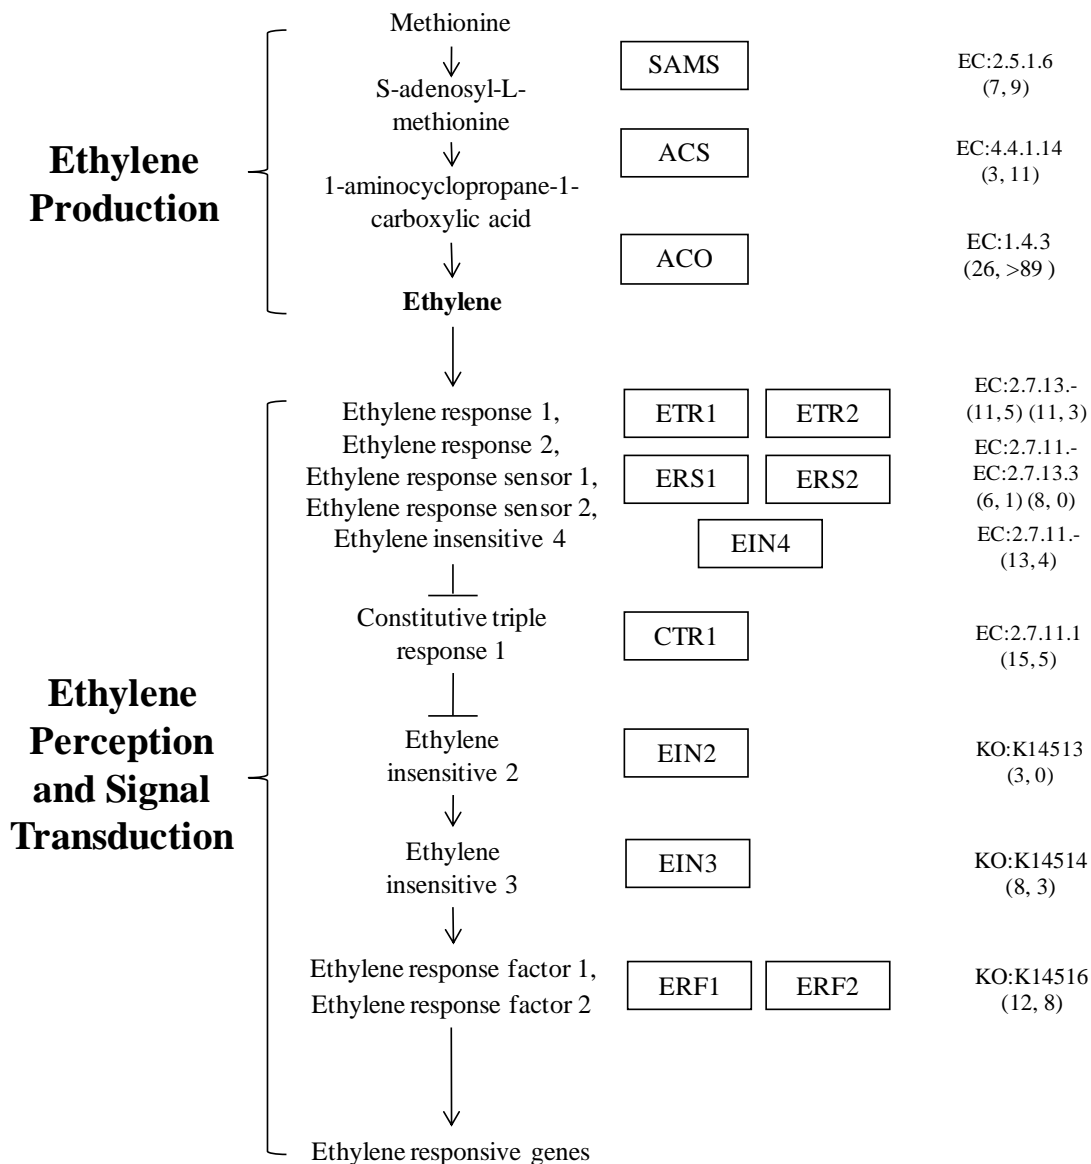 Ethylene
Production
Methionine
S-adenosyl-L-
methionine
1-aminocyclopropane-1-
carboxylic acid
Ethylene
SAMS
ACS
ACO
EC:2.5.1.6
(7, 9)
EC:4.4.1.14
(3, 11)
EC:1.4.3
(26, >89 )
Ethylene
Perception
and Signal
Transduction
Ethylene response 1,
Ethylene response 2,
Ethylene response sensor 1,
Ethylene response sensor 2,
Ethylene insensitive 4
ETR1 ETR2
ERS1 ERS2
EIN4
EC:2.7.13.-
(11,5) (11, 3)
EC:2.7.11.-
EC:2.7.13.3
(6, 1) (8, 0)
EC:2.7.11.-
(13,4)
Constitutive triple
response 1
CTR1
EC:2.7.11.1
(15,5)
Ethylene
insensitive 2
EIN2
KO:K14513
(3, 0)
Ethylene
insensitive 3
EIN3
KO:K14514
(8, 3)
Ethylene response factor 1,
Ethylene response factor 2
ERF1 ERF2
KO:K14516
(12, 8)
Ethylene responsive genes